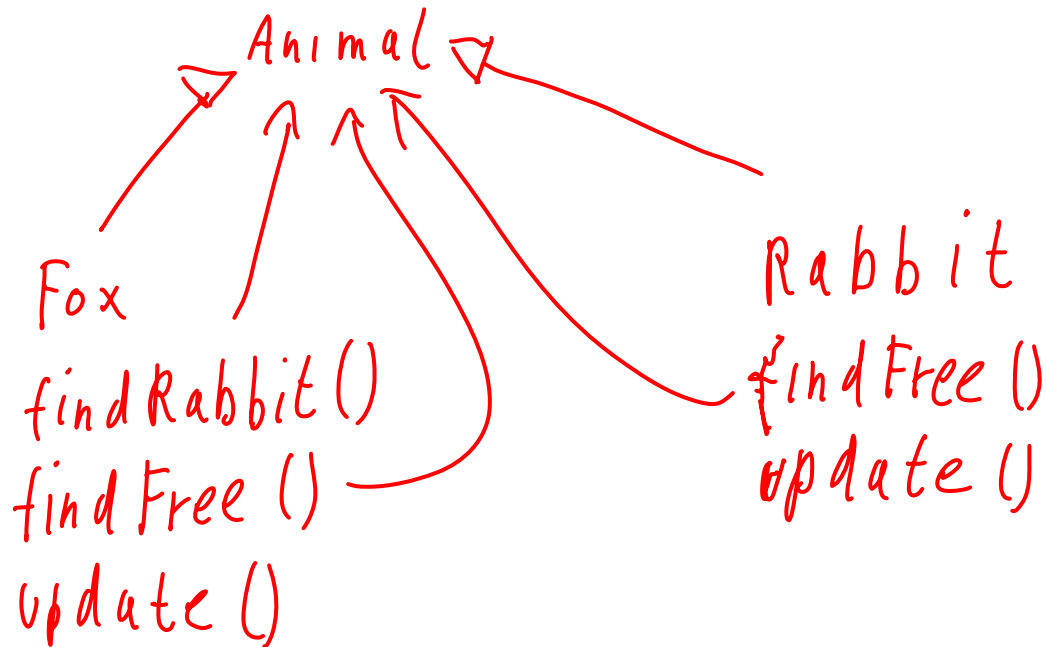 Animal
Fox
findRabbit()
findFree()
update()
Rabbit
findFree()
update()